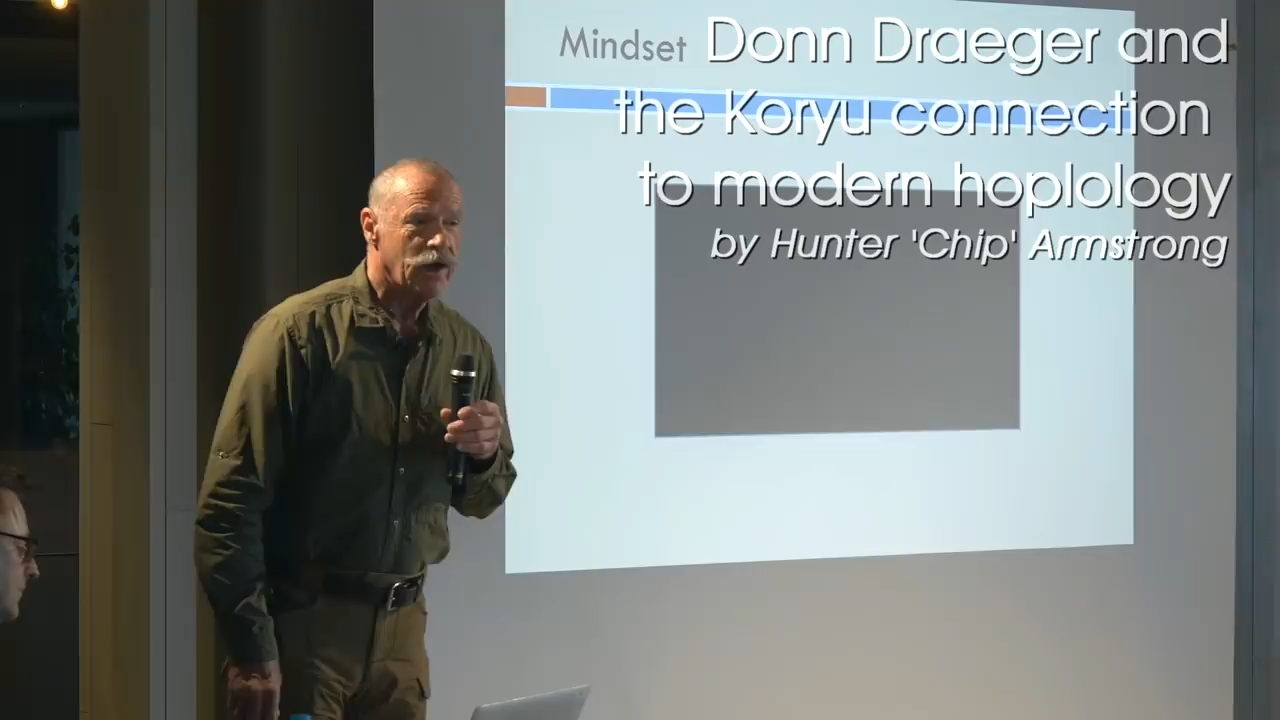 Mindset
Donn Draeger and
the Koryu connection
to modern hoplology
by Hunter 'Chip' Armstrong